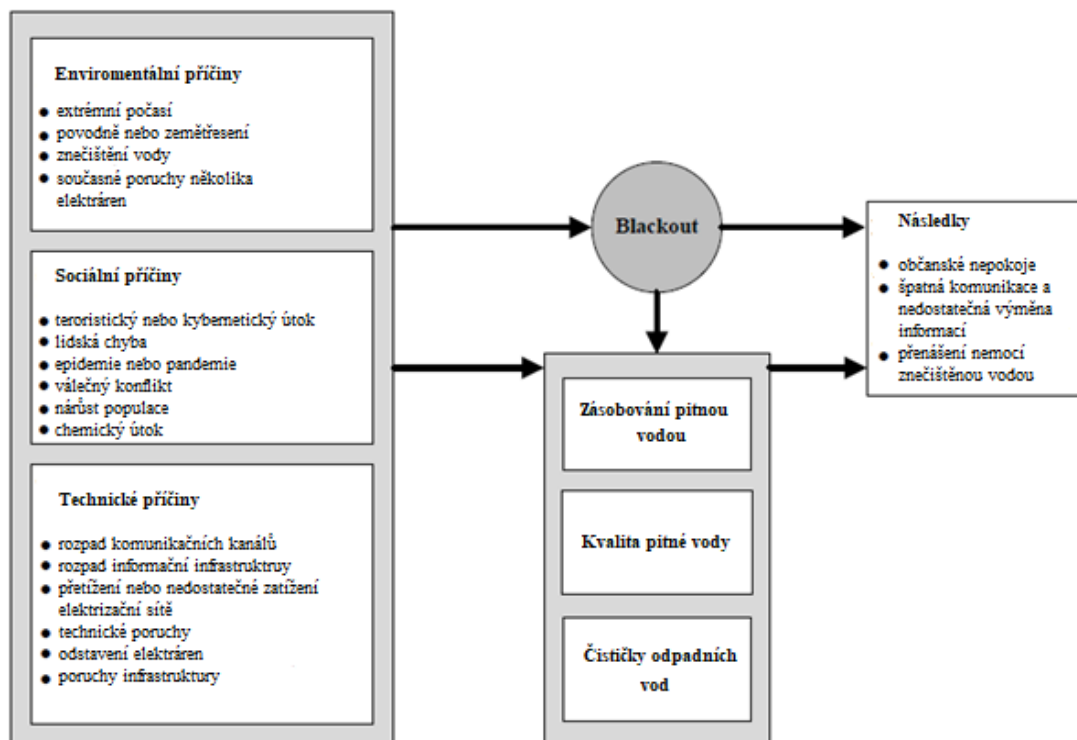 Enviromentální příčiny
● extrémní počasí
● povodně nebo zemětřesení
● znečištění vody
● současné poruchy několika
elektráren
Sociální příčiny
● teroristický nebo kybernetický útok
● lidská chyba
● epidemie nebo pandemie
● válečný konflikt
● nárůst populace
● chemický útok
Technické příčiny
● rozpad komunikačních kanálů
● rozpad informační infrastruktruy
● přetížení nebo nedostatečné zatížení
elektrizační sítě
● technické poruchy
● odstavení elektráren
● poruchy infrastruktury
Blackout
Zásobování pitnou
vodou
Kvalita pitné vody
Čističky odpadních
vod
Následky
● občanské nepokoje
● špatná komunikace a
nedostatečná výměna
informací
● přenášení nemocí
znečištěnou vodou